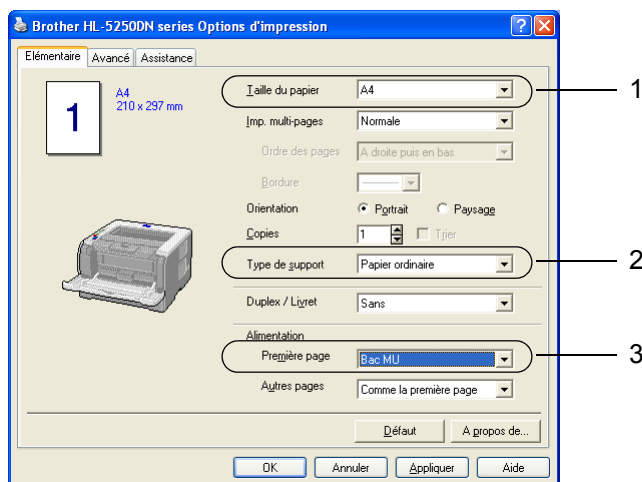 Brother HL-5250DN series Options d'impression
Elémentaire Avancé Assistance
1
A4
210 x 297 mm
Taille du papier A4 1
Imp. multi-pages Normale
Ordre des pages A droite puis en bas
Bordure
Orientation Portrait Paysage
Copies 1 Trier
Type de support Papier ordinaire 2
Duplex / Livret Sans
Alimentation
Première page Bac MU 3
Autres pages Comme la première page
Défaut A propos de...
OK Annuler Appliquer Aide